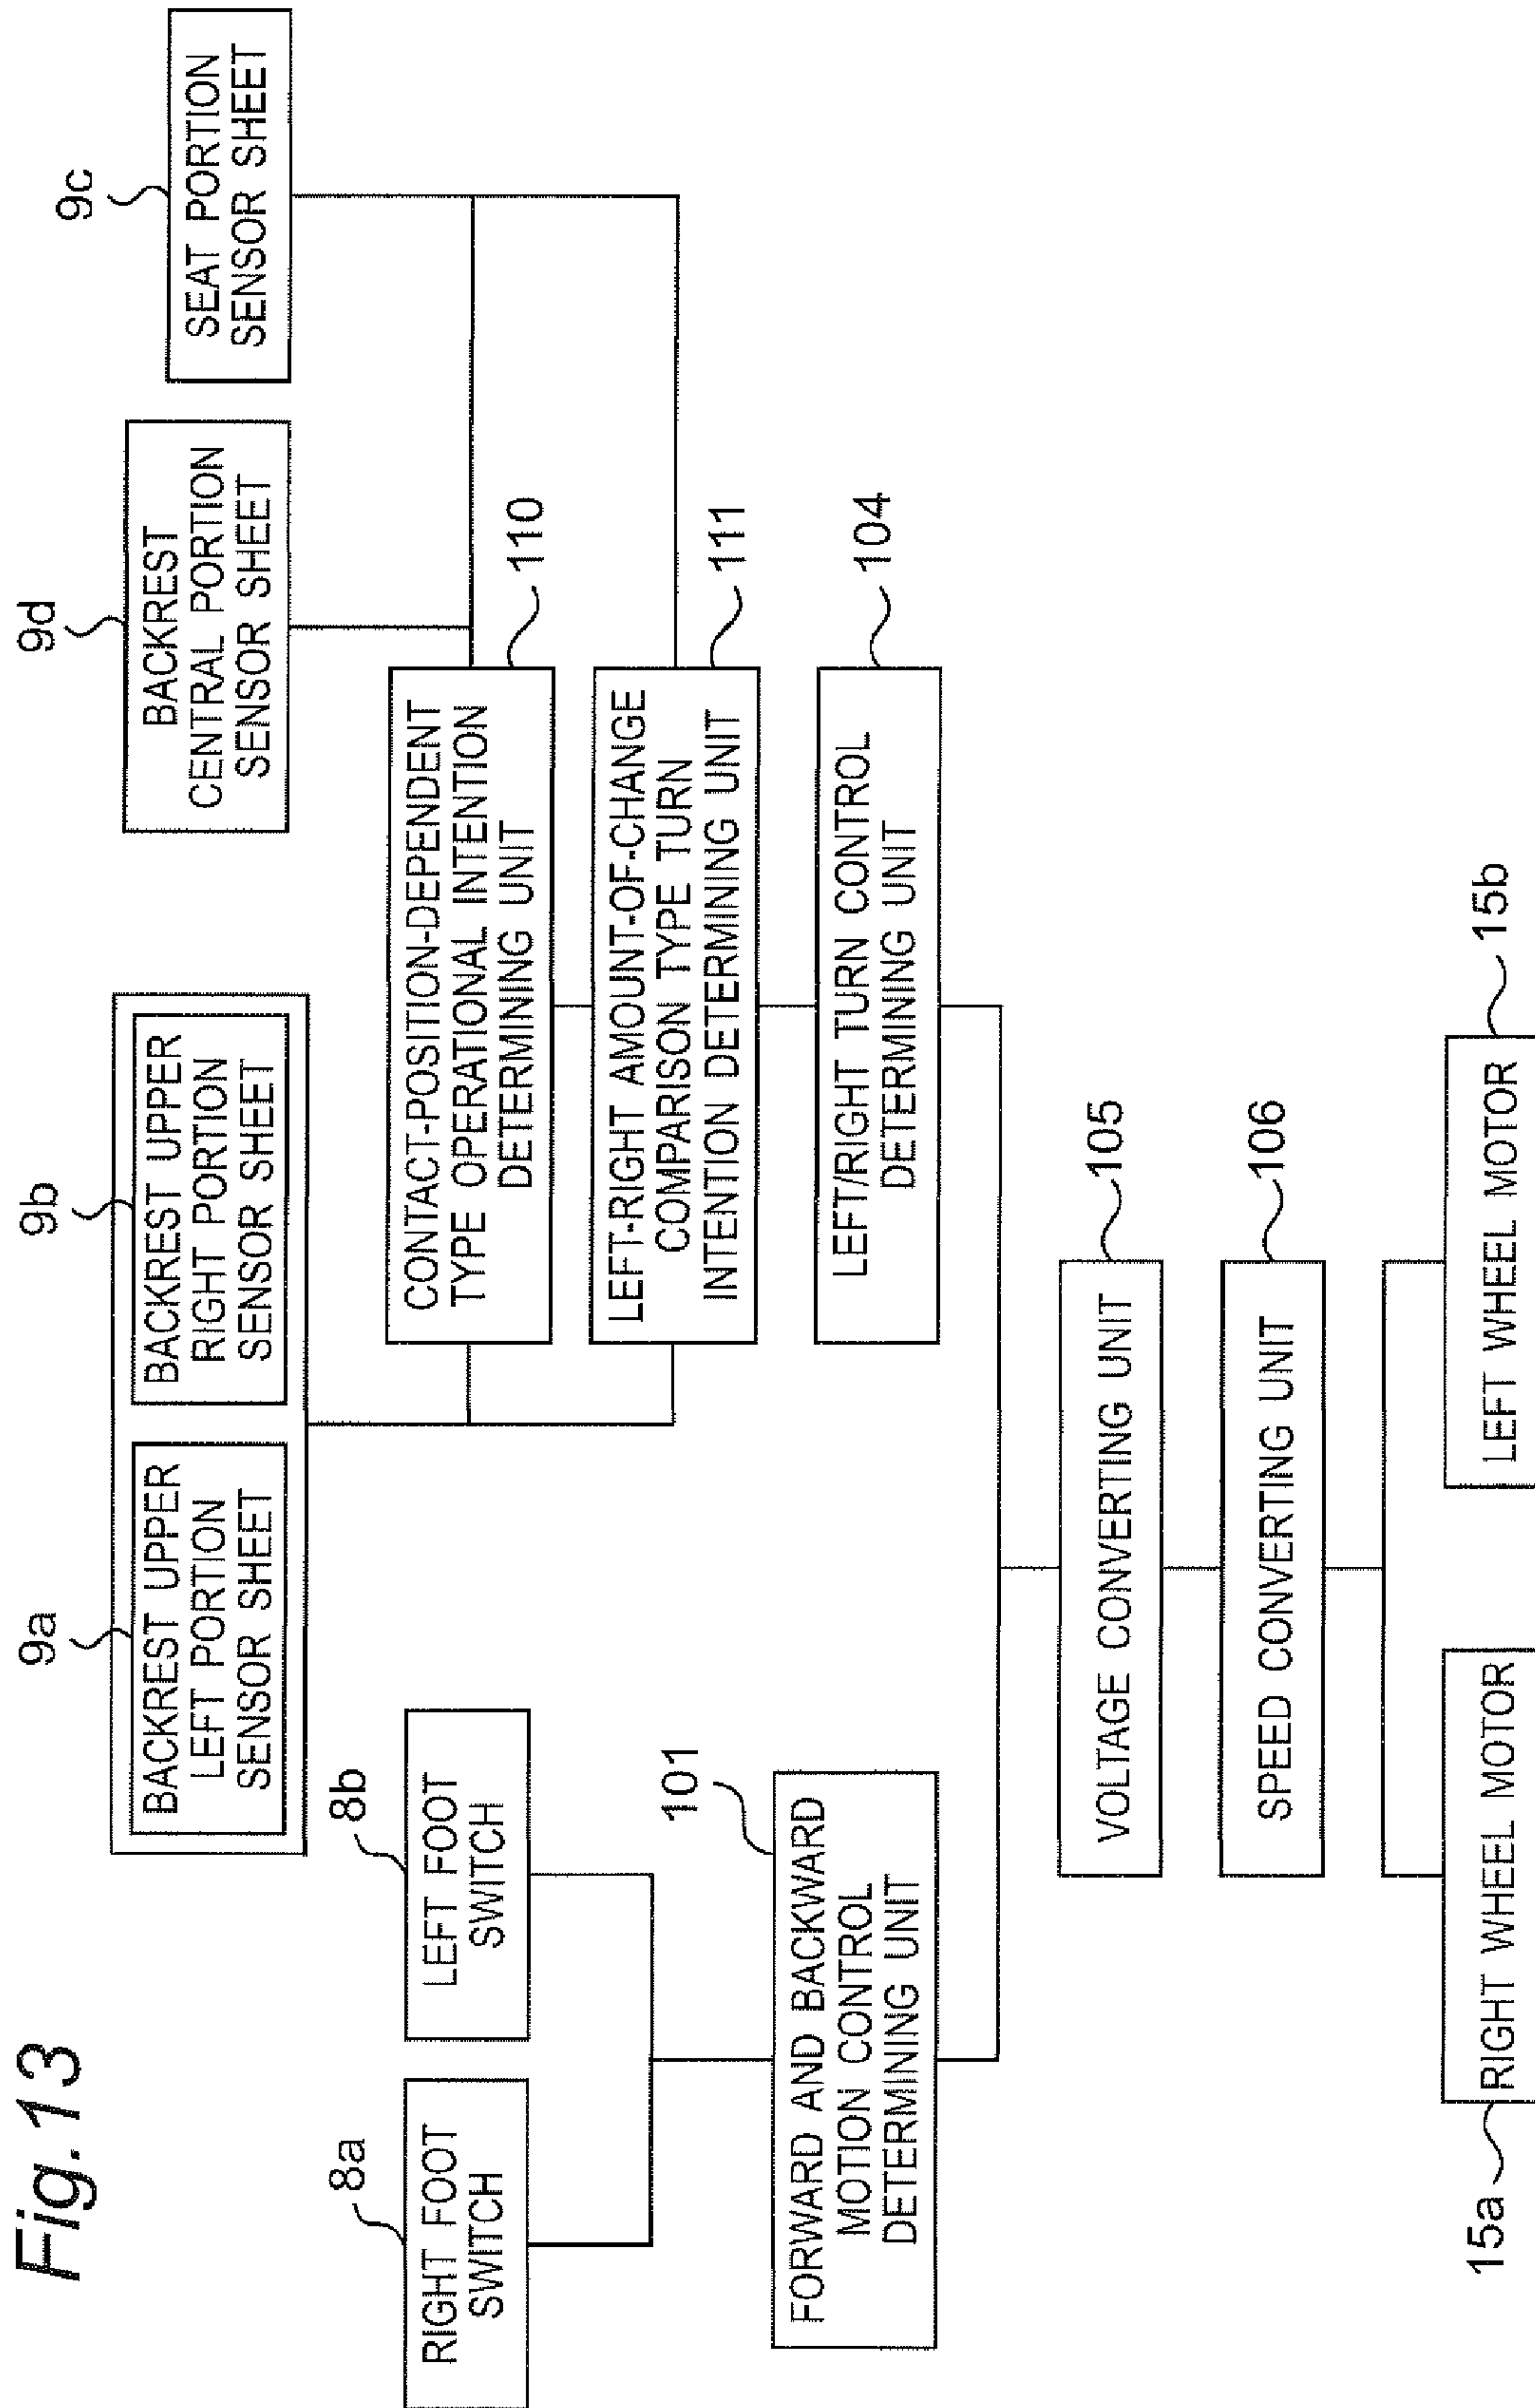 Fig.13
9a
9b
9d
9c
BACKREST UPPER
LEFT PORTION
SENSOR SHEET
BACKREST UPPER
RIGHT PORTION
SENSOR SHEET
BACKREST
CENTRAL PORTION
SENSOR SHEET
SEAT PORTION
SENSOR SHEET
8a
8b
RIGHT FOOT
SWITCH
LEFT FOOT
SWITCH
CONTACT-POSITION-DEPENDENT
TYPE OPERATIONAL INTENTION
DETERMINING UNIT
110
LEFT-RIGHT AMOUNT-OF-CHANGE
COMPARISON TYPE TURN
INTENTION DETERMINING UNIT
111
101
FORWARD AND BACKWARD
MOTION CONTROL
DETERMINING UNIT
LEFT/RIGHT TURN CONTROL
DETERMINING UNIT
104
VOLTAGE CONVERTING UNIT
105
SPEED CONVERTING UNIT
106
15a
RIGHT WHEEL MOTOR
LEFT WHEEL MOTOR
15b